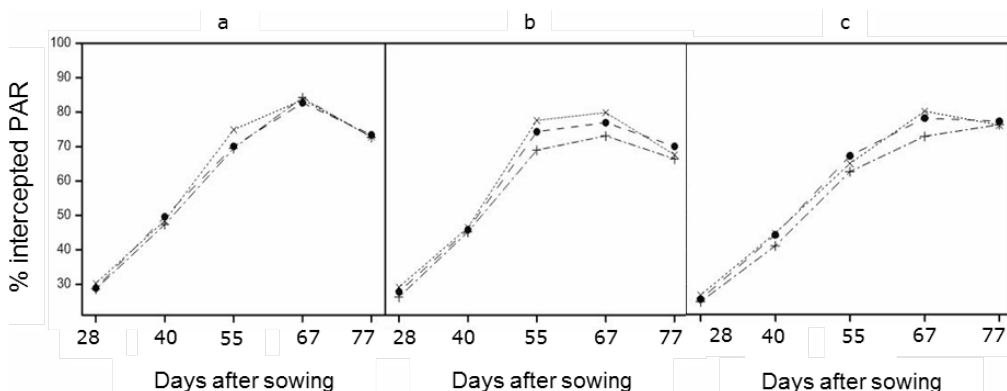 a b c
100
90
80
70
60
50
40
30
% intercepted PAR
28 40 55 67 77 28 40 55 67 77 28 40 55 67 77
Days after sowing Days after sowing Days after sowing